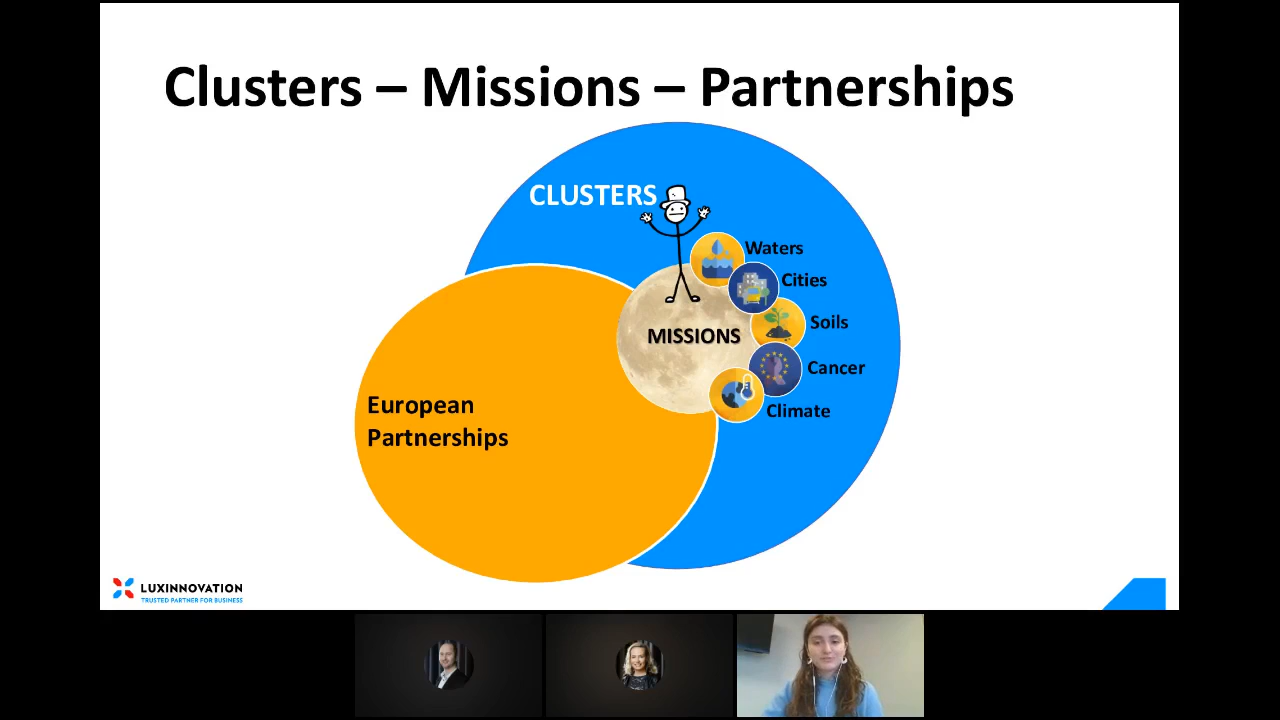 Clusters – Missions – Partnerships
CLUSTERS
Waters
Cities
Soils
MISSIONS
Cancer
Climate
European
Partnerships
LUXINNOVATION
TRUSTED PARTNER FOR BUSINESS